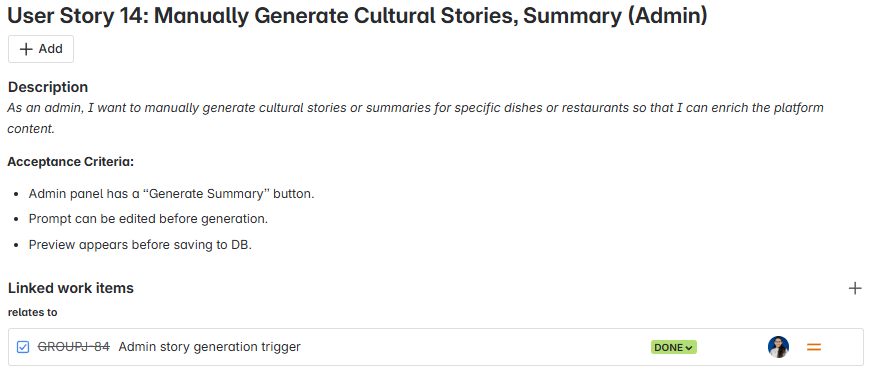 User Story 14: Manually Generate Cultural Stories, Summary (Admin)
+ Add
Description
As an admin, I want to manually generate cultural stories or summaries for specific dishes or restaurants so that I can enrich the platform
content.
Acceptance Criteria:
• Admin panel has a “Generate Summary” button.
• Prompt can be edited before generation.
• Preview appears before saving to DB.
Linked work items
relates to
GROUPJ-84 Admin story generation trigger DONE